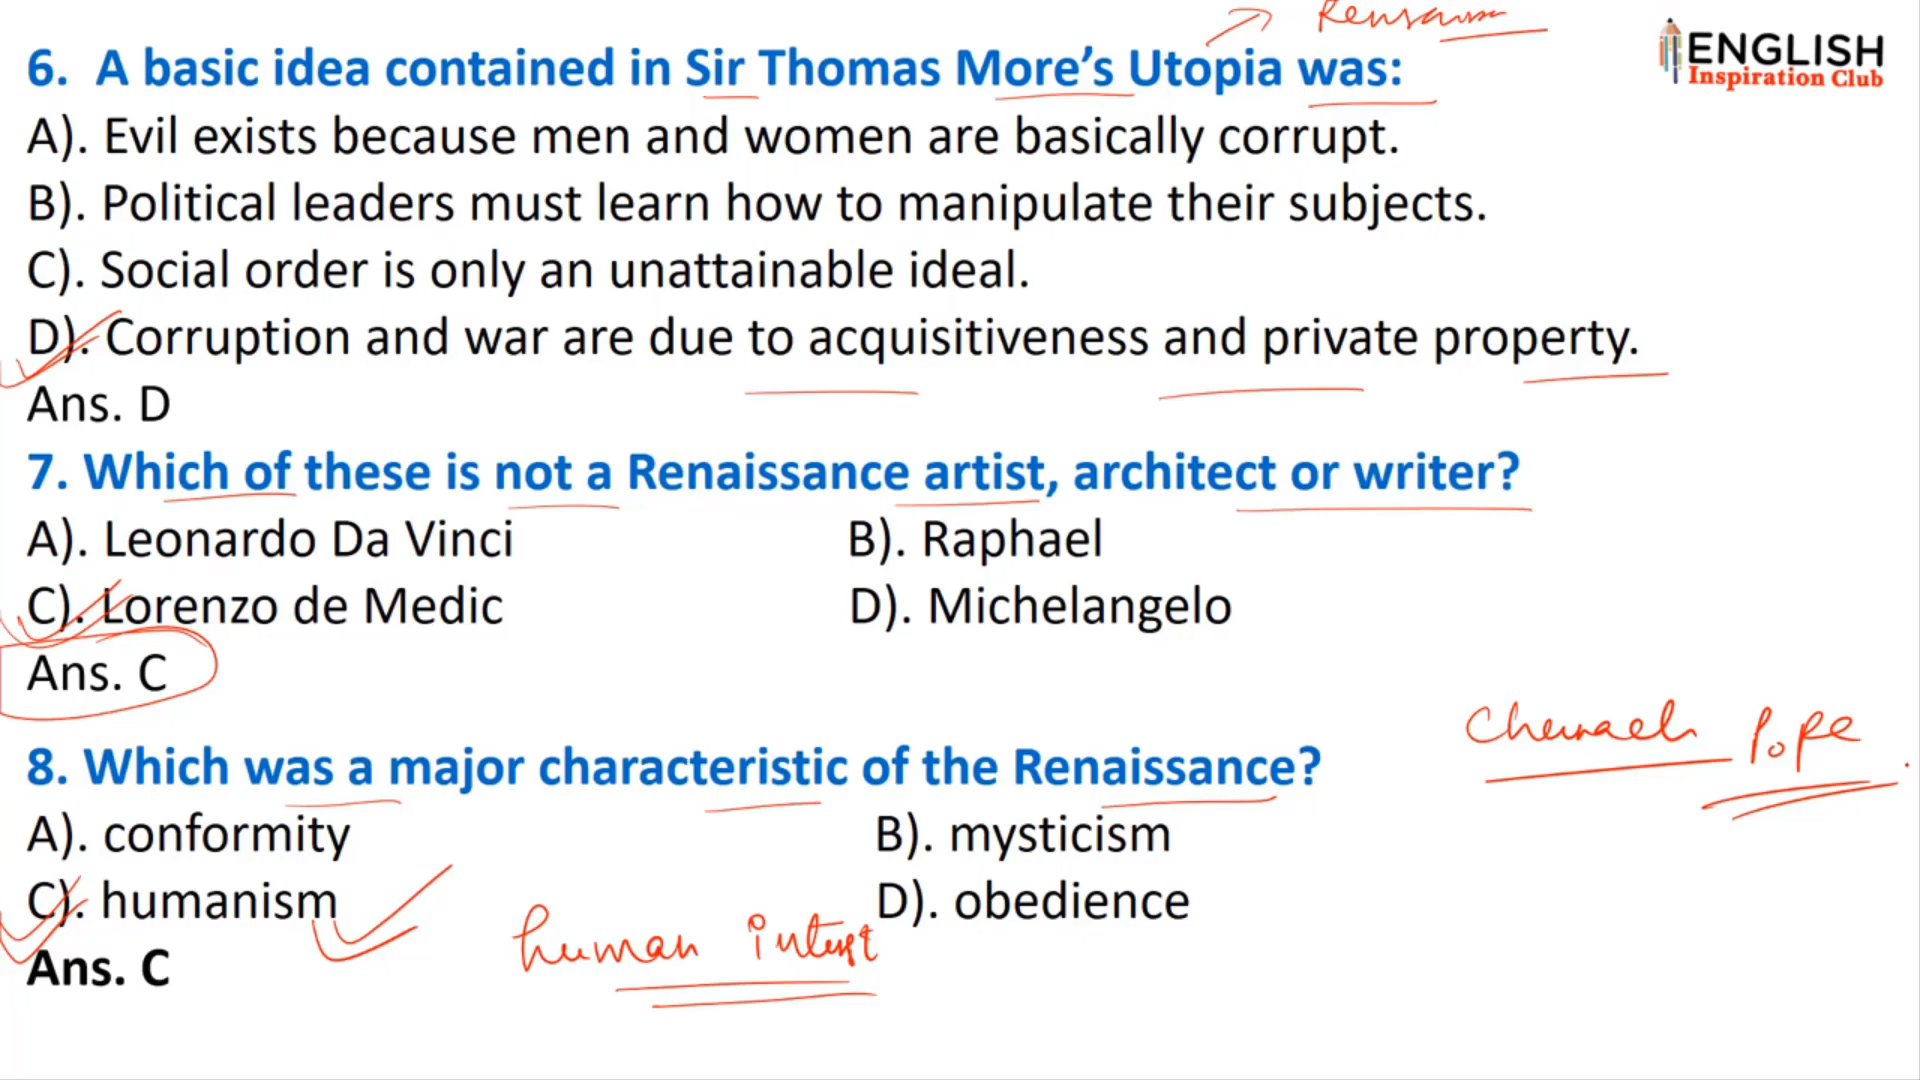 6. A basic idea contained in Sir Thomas More's Utopia was:
ENGLISH
Inspiration Club
A). Evil exists because men and women are basically corrupt.
B). Political leaders must learn how to manipulate their subjects.
C). Social order is only an unattainable ideal.
D). Corruption and war are due to acquisitiveness and private property.
Ans. D
7. Which of these is not a Renaissance artist, architect or writer?
A). Leonardo Da Vinci B). Raphael
C). Lorenzo de Medic D). Michelangelo
Ans. C
Pope
8. Which was a major characteristic of the Renaissance?
A). conformity B). mysticism
C). humanism D). obedience
human
Ans. C